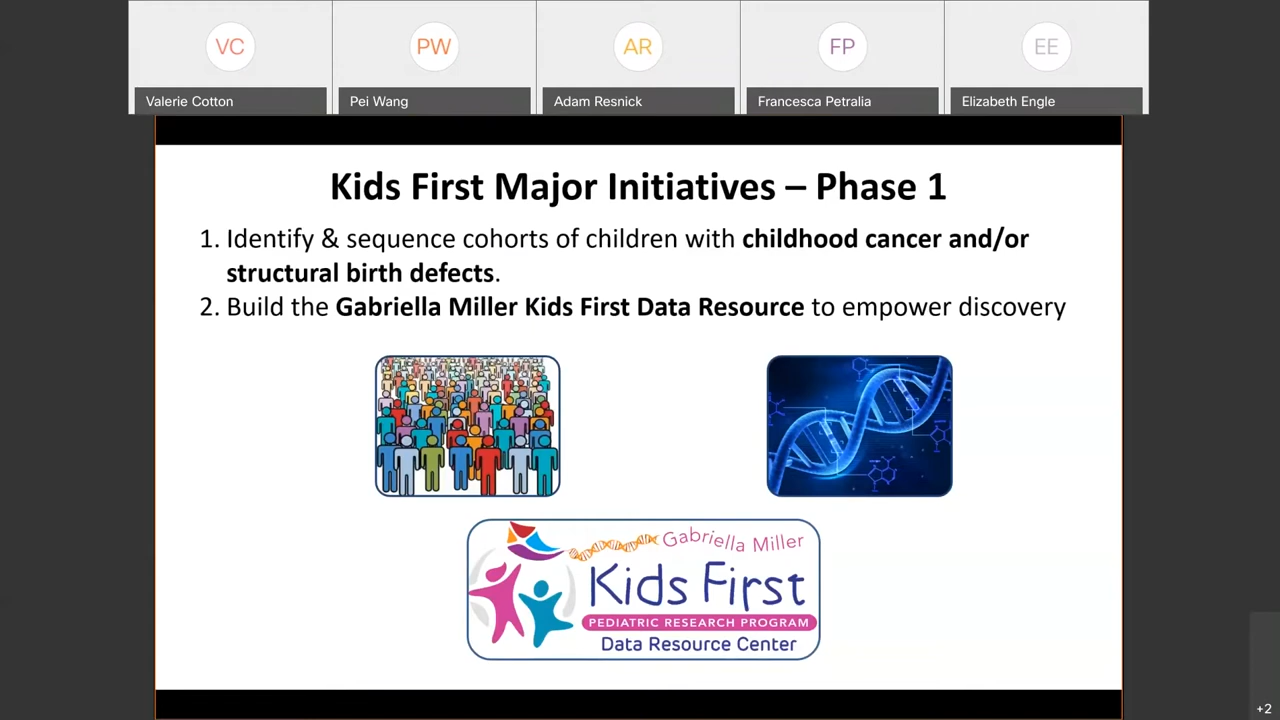 VC
PW
AR
FP
EE
Valerie Cotton
Pei Wang
Adam Resnick
Francesca Petralia
Elizabeth Engle
Kids First Major Initiatives – Phase 1
1. Identify & sequence cohorts of children with childhood cancer and/or
structural birth defects.
2. Build the Gabriella Miller Kids First Data Resource to empower discovery
Gabriella Miller
Kids First
PEDIATRIC RESEARCH PROGRAM
Data Resource Center
+2